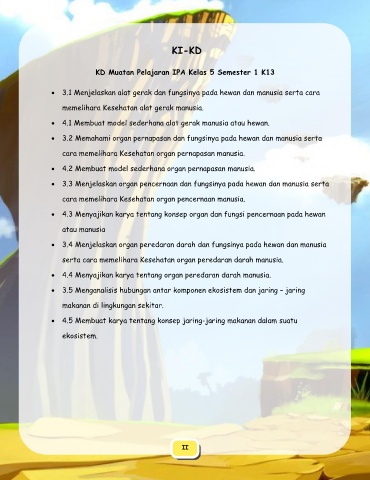 KI-KD
KD Muatan Pelajaran IPA Kelas 5 Semester 1 K13
• 3.1 Menjelaskan alat gerak dan fungsinya pada hewan dan manusia serta cara
memelihara Kesehatan alat gerak manusia.
• 4.1 Membuat model sederhana alat gerak manusia atau hewan.
• 3.2 Memahami organ pernapasan dan fungsinya pada hewan dan manusia serta
cara memelihara Kesehatan organ pernapasan manusia.
• 4.2 Membuat model sederhana organ pernapasan manusia.
• 3.3 Menjelaskan organ pencernaan dan fungsinya pada hewan dan manusia serta
cara memelihara Kesehatan organ pencernaan manusia.
• 4.3 Menyajikan karya tentang konsep organ dan fungsi pencernaan pada hewan
atau manusia
• 3.4 Menjelaskan organ peredaran darah dan fungsinya pada hewan dan manusia
serta cara memelihara Kesehatan organ peredaran darah manusia.
• 4.4 Menyajikan karya tentang organ peredaran darah manusia.
• 3.5 Menganalisis hubungan antar komponen ekosistem dan jaring – jaring
makanan di lingkungan sekitar.
• 4.5 Membuat karya tentang konsep jaring-jaring makanan dalam suatu
ekosistem.
II